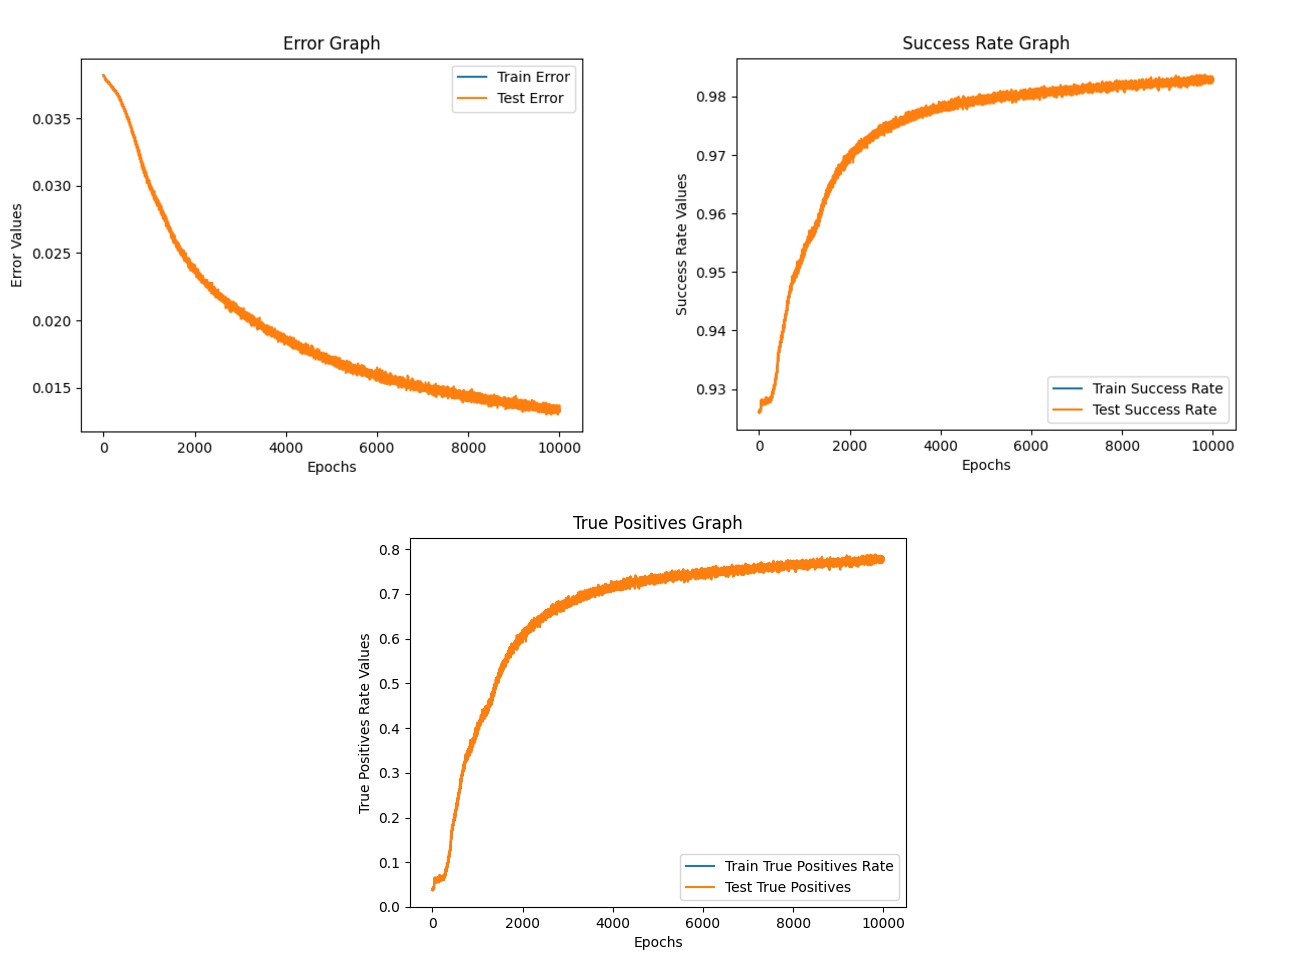 Error Graph
Train Error
Test Error
0.035
0.030
0.025
0.020
0.015
Error Values
0 2000 4000 6000 8000 10000
Epochs
Success Rate Graph
0.98
0.97
0.96
0.95
0.94
0.93
Success Rate Values
Train Success Rate
Test Success Rate
0 2000 4000 6000 8000 10000
Epochs
True Positives Graph
0.8
0.7
0.6
0.5
0.4
0.3
0.2
0.1
0.0
True Positives Rate Values
Train True Positives Rate
Test True Positives
0 2000 4000 6000 8000 10000
Epochs